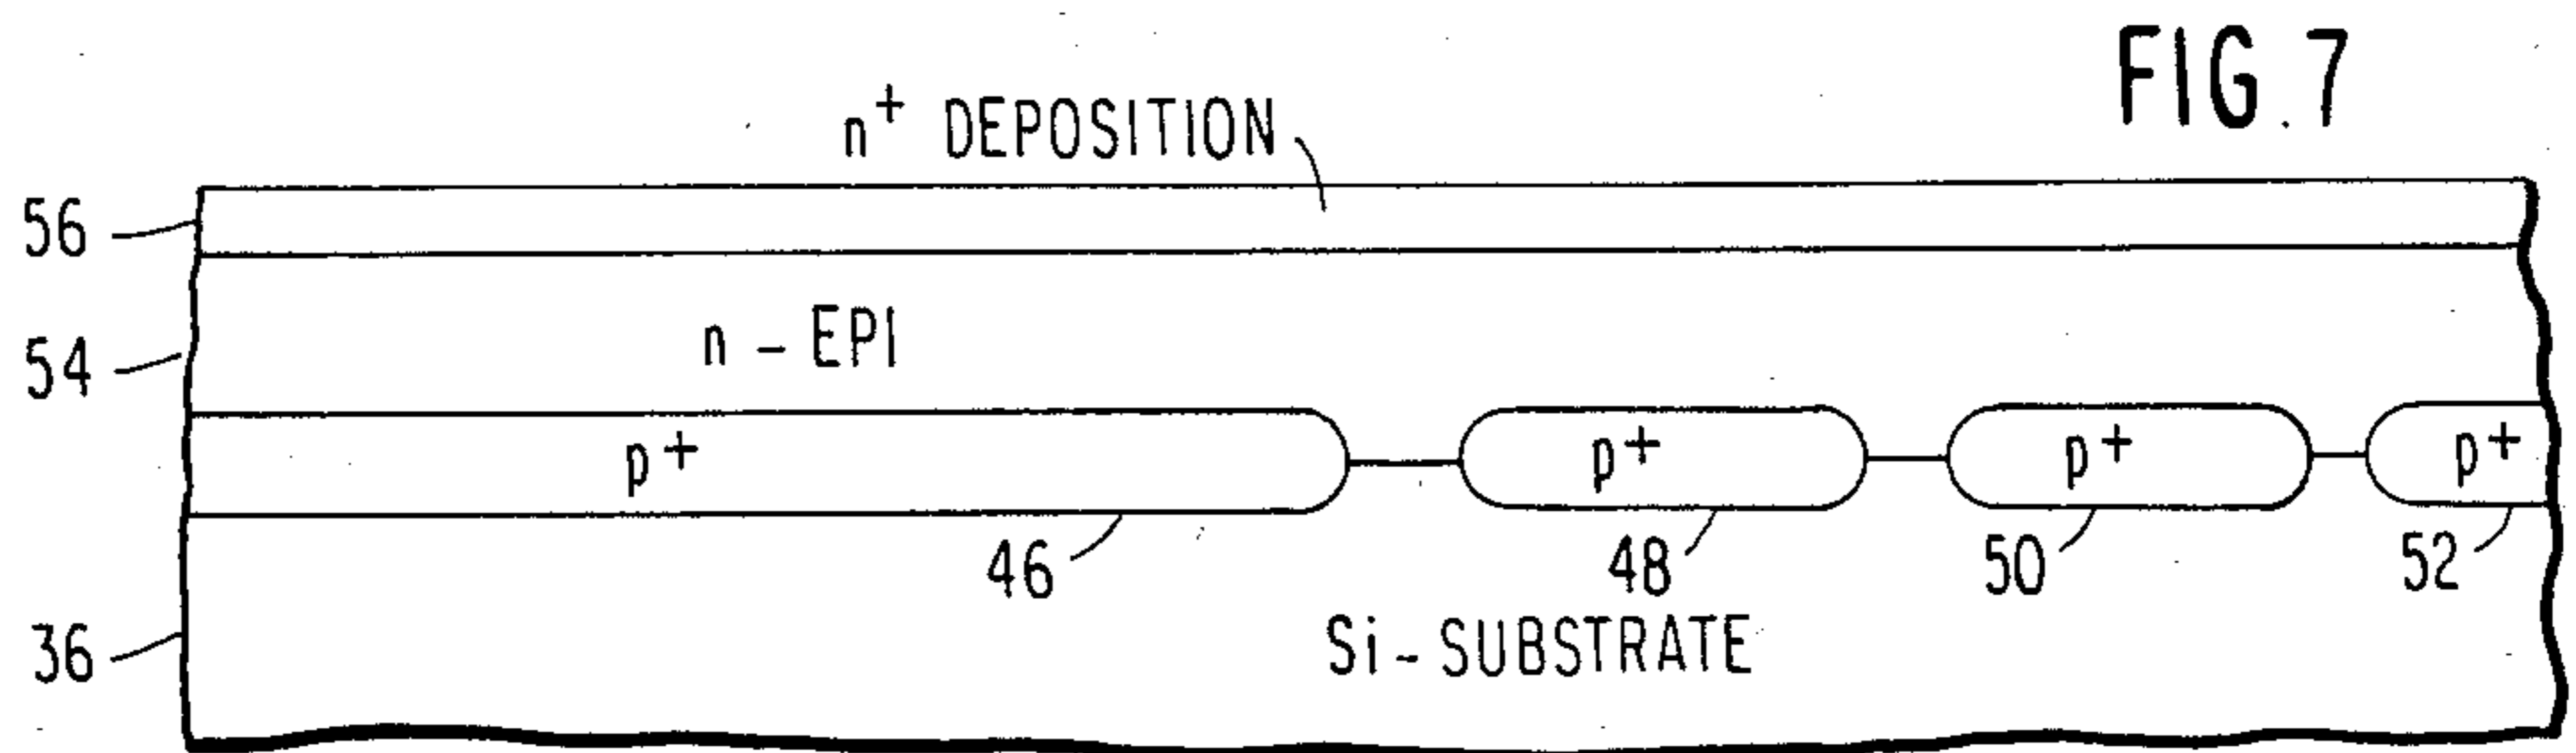 FIG. 7
n+ DEPOSITION
56
n - EPI
54
p+ p+ p+ p+
46 48 50 52
36
Si - SUBSTRATE